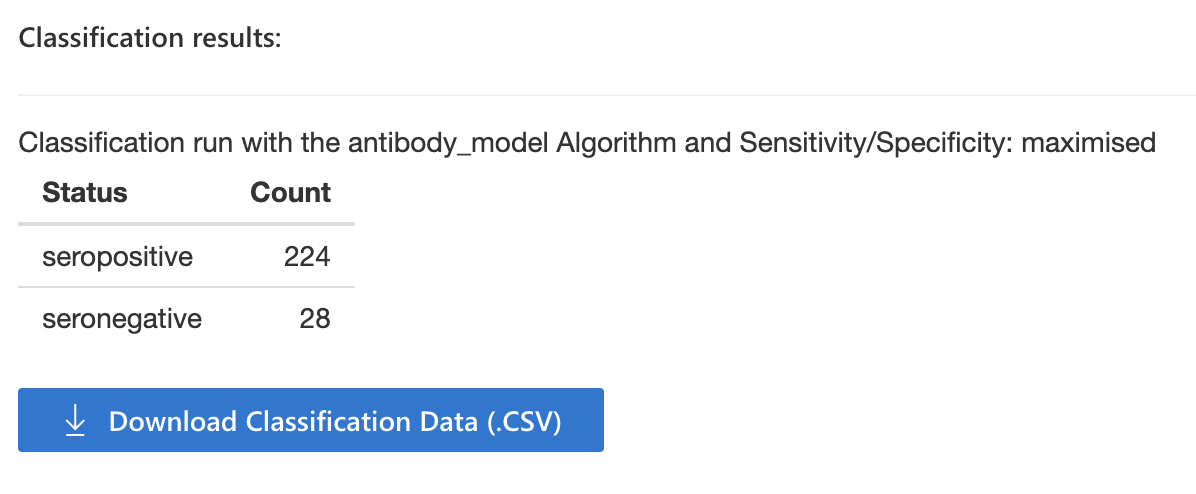 Classification results:
Classification run with the antibody_model Algorithm and Sensitivity/Specificity: maximised
Status Count
seropositive 224
seronegative 28
Download Classification Data (.CSV)